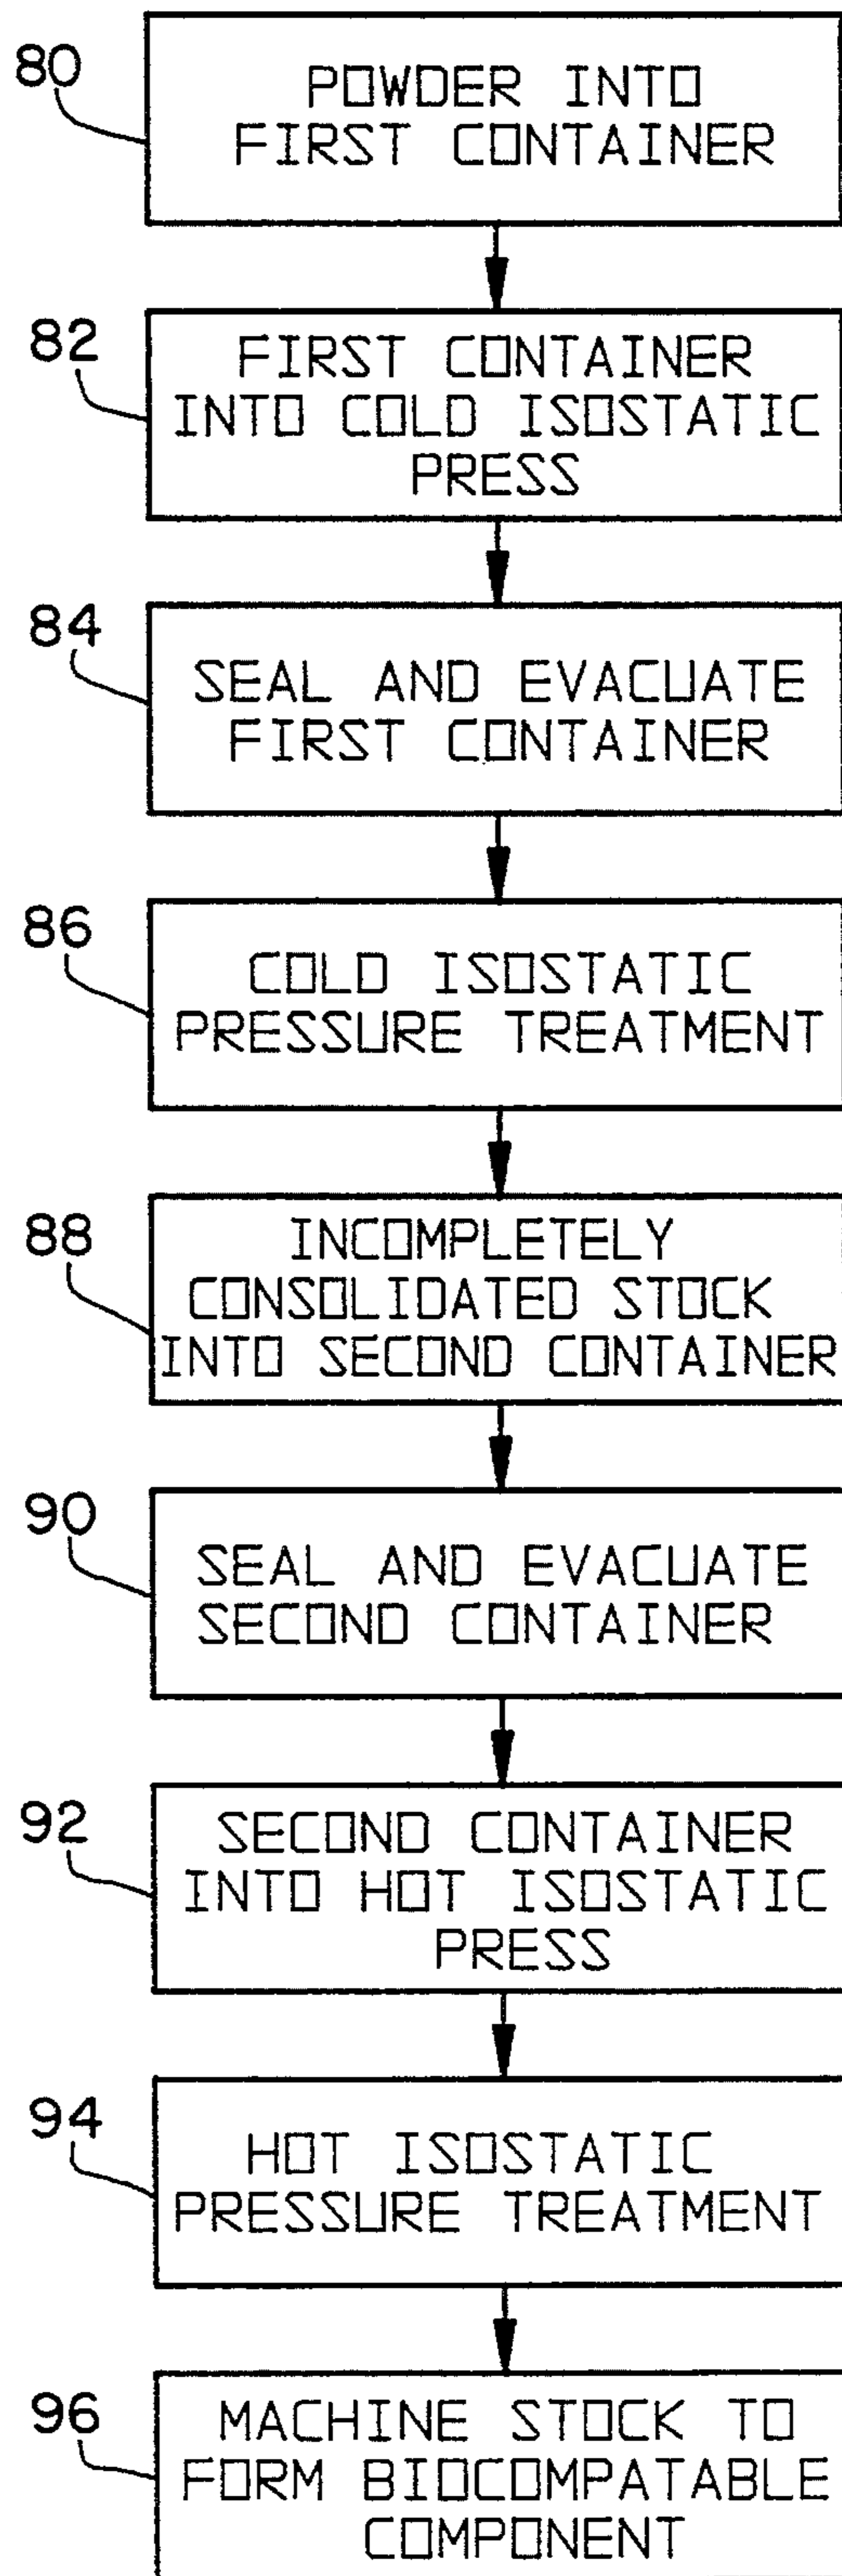 80
POWDER INTO
FIRST CONTAINER
82
FIRST CONTAINER
INTO COLD ISOSTATIC
PRESS
84
SEAL AND EVACUATE
FIRST CONTAINER
86
COLD ISOSTATIC
PRESSURE TREATMENT
88
INCOMPLETELY
CONSOLIDATED STOCK
INTO SECOND CONTAINER
90
SEAL AND EVACUATE
SECOND CONTAINER
92
SECOND CONTAINER
INTO HOT ISOSTATIC
PRESS
94
HOT ISOSTATIC
PRESSURE TREATMENT
96
MACHINE STOCK TO
FORM BIOCOMPATABLE
COMPONENT